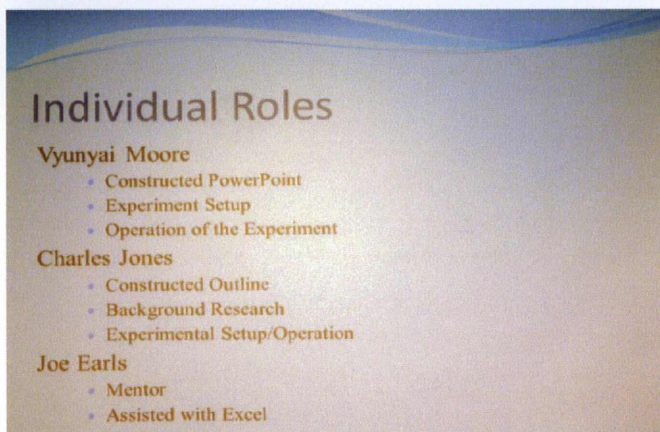 Individual Roles
Vyunyai Moore
Constructed PowerPoint
Experiment Setup
Operation of the Experiment
Charles Jones
Constructed Outline
Background Research
Experimental Setup/Operation
Joe Earls
Mentor
Assisted with Excel